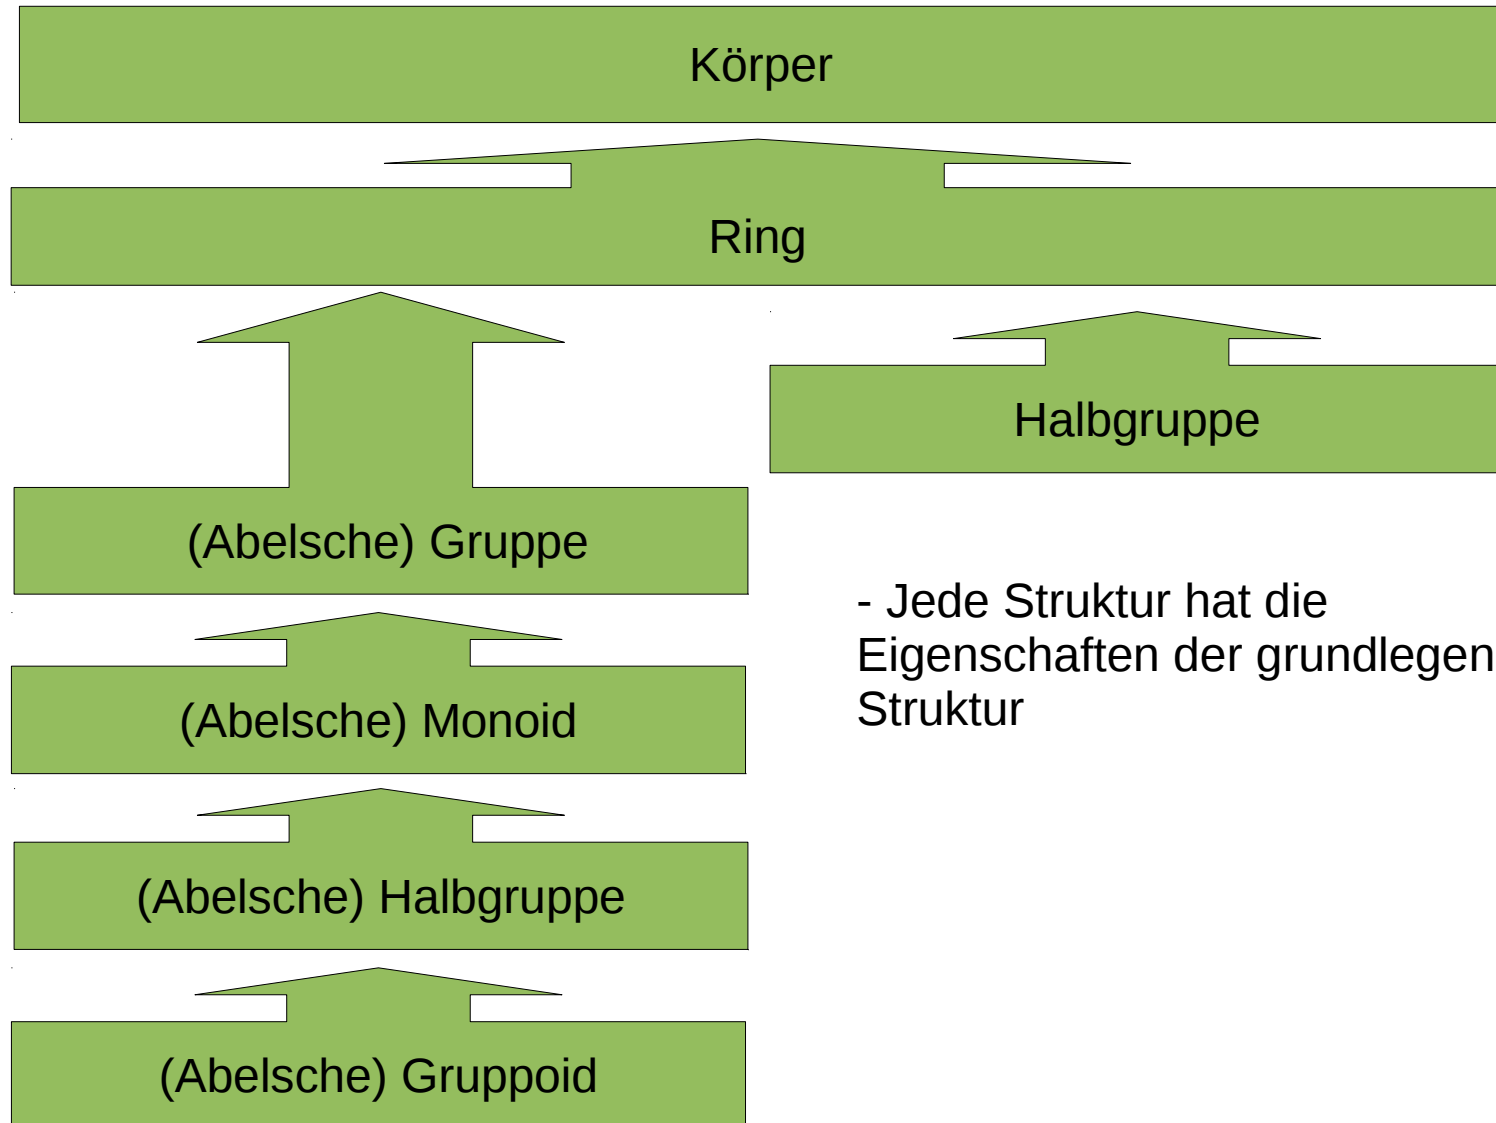 Körper
Ring
Halbgruppe
(Abelsche) Gruppe
- Jede Struktur hat die
Eigenschaften der grundlegen
Struktur
(Abelsche) Monoid
(Abelsche) Halbgruppe
(Abelsche) Gruppoid